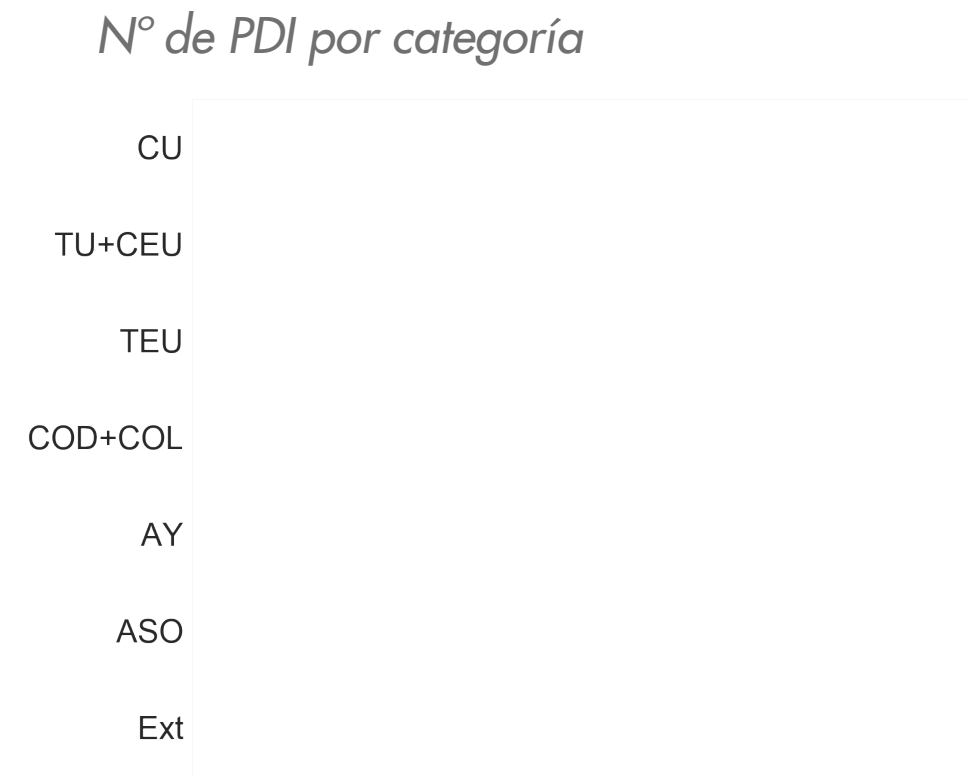 Nº de PDI por categoría
CU
TU+CEU
TEU
COD+COL
AY
ASO
Ext